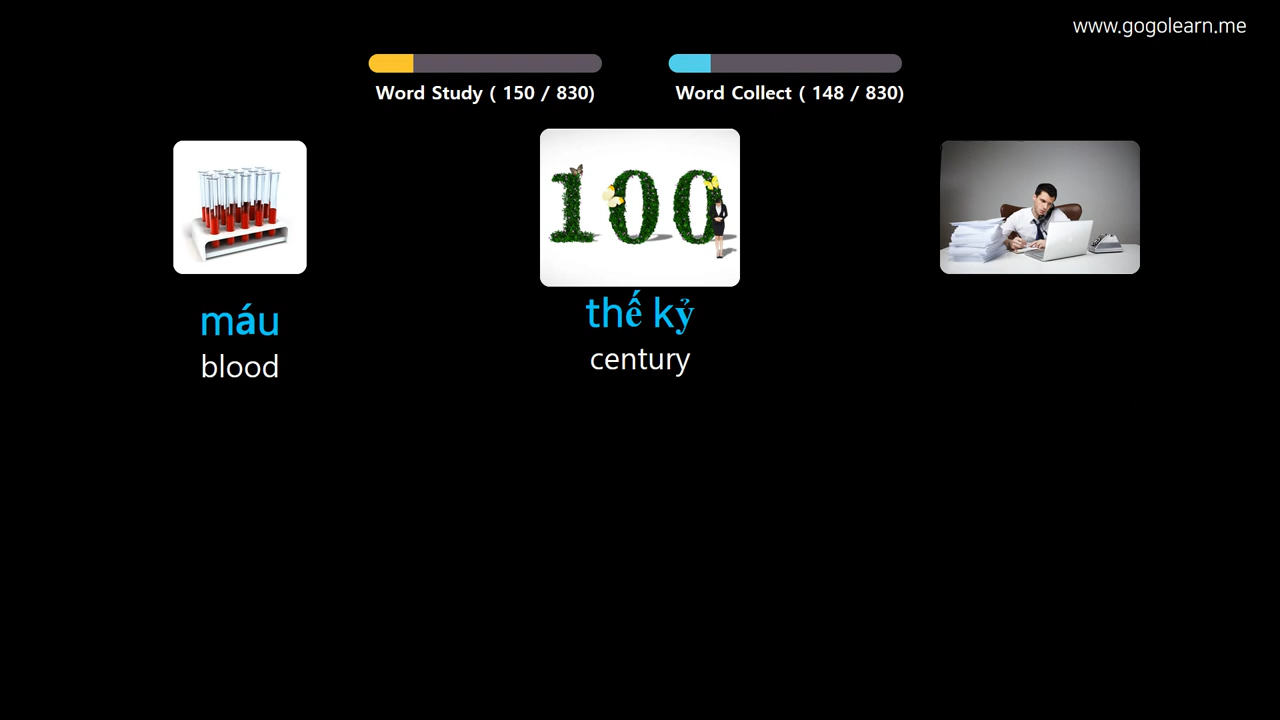 www.gogolearn.me
Word Study ( 150 / 830)
Word Collect ( 148 / 830)
100
máu
blood
thế kỷ
century